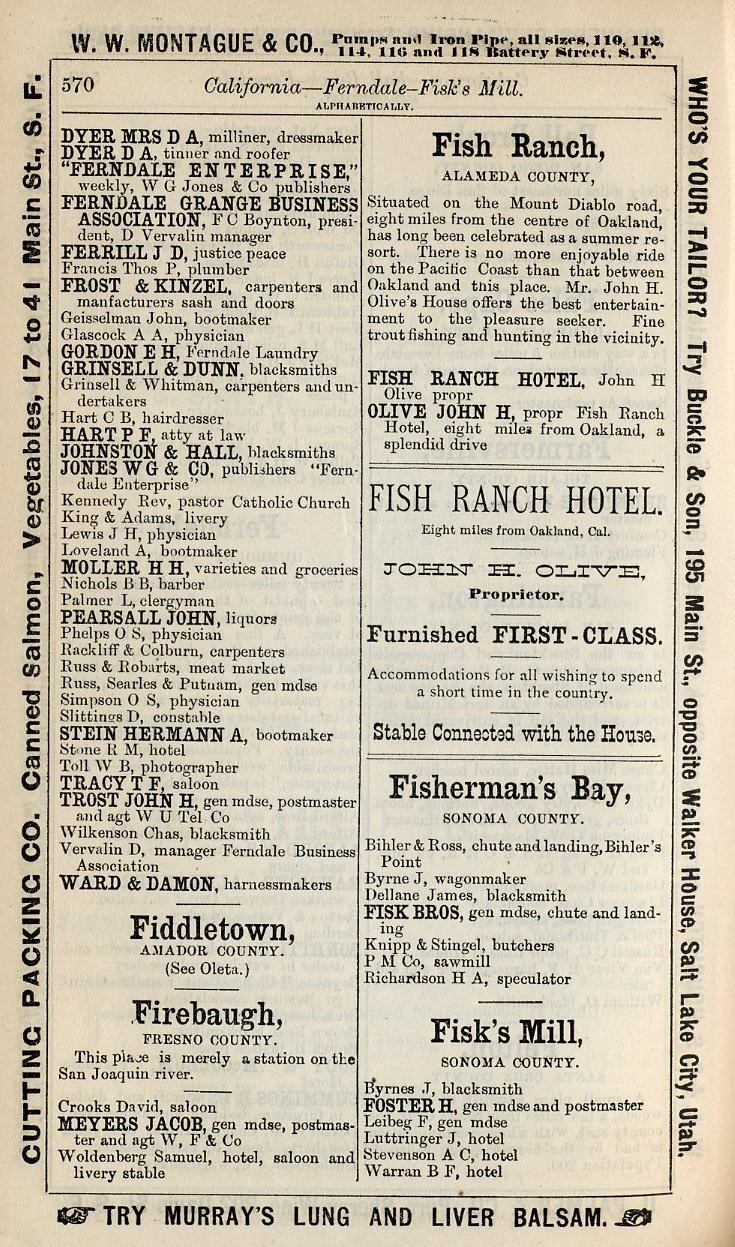 W. W. MONTAGUE & CO., Pumps and Iron Pipe, all sizes, 110, 112,
114, 116 and 118 Battery Street, S. F.
570 California—Ferndale–Fisk's Mill.
ALPHABETICALLY.
DYER MRS D A, milliner, dressmaker
DYER D A, tinner and roofer
"FERNDALE ENTERPRISE,"
weekly, W G Jones & Co publishers
FERNDALE GRANGE BUSINESS
ASSOCIATION, F C Boynton, presi-
dent, D Vervalin manager
FERRILL J D, justice peace
Francis Thos P, plumber
FROST & KINZEL, carpenters and
manfacturers sash and doors
Geisselman John, bootmaker
Glascock A A, physician
GORDON E H, Ferndale Laundry
GRINSELL & DUNN, blacksmiths
Grinsell & Whitman, carpenters and un-
dertakers
Hart C B, hairdresser
HART P F, atty at law
JOHNSTON & HALL, blacksmiths
JONES W G & CO, publishers "Fern-
dale Enterprise"
Kennedy Rev, pastor Catholic Church
King & Adams, livery
Lewis J H, physician
Loveland A, bootmaker
MOLLER H H, varieties and groceries
Nichols B B, barber
Palmer L, clergyman
PEARSALL JOHN, liquors
Phelps O S, physician
Rackliff & Colburn, carpenters
Russ & Robarts, meat market
Russ, Searles & Putnam, gen mdse
Simpson O S, physician
Slittings D, constable
STEIN HERMANN A, bootmaker
Stone R M, hotel
Toll W B, photographer
TRACY T F, saloon
TROST JOHN H, gen mdse, postmaster
and agt W U Tel Co
Wilkenson Chas, blacksmith
Vervalin D, manager Ferndale Business
Association
WARD & DAMON, harnessmakers
Fiddletown,
AMADOR COUNTY.
(See Oleta.)
Firebaugh,
FRESNO COUNTY.
This place is merely a station on the
San Joaquin river.
Crooks David, saloon
MEYERS JACOB, gen mdse, postmas-
ter and agt W, F & Co
Woldenberg Samuel, hotel, saloon and
livery stable
Fish Ranch,
ALAMEDA COUNTY,
Situated on the Mount Diablo road,
eight miles from the centre of Oakland,
has long been celebrated as a summer re-
sort. There is no more enjoyable ride
on the Pacific Coast than that between
Oakland and this place. Mr. John H.
Olive's House offers the best entertain-
ment to the pleasure seeker. Fine
trout fishing and hunting in the vicinity.
FISH RANCH HOTEL, John H
Olive propr
OLIVE JOHN H, propr Fish Ranch
Hotel, eight miles from Oakland, a
splendid drive
FISH RANCH HOTEL.
Eight miles from Oakland, Cal.
JOHN H. OLIVE,
Proprietor.
Furnished FIRST-CLASS.
Accommodations for all wishing to spend
a short time in the country.
Stable Connected with the House.
Fisherman's Bay,
SONOMA COUNTY.
Bihler & Ross, chute and landing, Bihler's
Point
Byrne J, wagonmaker
Dellane James, blacksmith
FISK BROS, gen mdse, chute and land-
ing
Knipp & Stingel, butchers
P M Co, sawmill
Richardson H A, speculator
Fisk's Mill,
SONOMA COUNTY.
Byrnes J, blacksmith
FOSTER H, gen mdse and postmaster
Leibeg F, gen mdse
Luttringer J, hotel
Stevenson A C, hotel
Warran B F, hotel
CUTTING PACKING CO. Canned Salmon, Vegetables, 17 to 41 Main St., S. F.
WHO'S YOUR TAILOR? Try Buckle & Son, 195 Main St., opposite Walker House, Salt Lake City, Utah.
TRY MURRAY'S LUNG AND LIVER BALSAM.